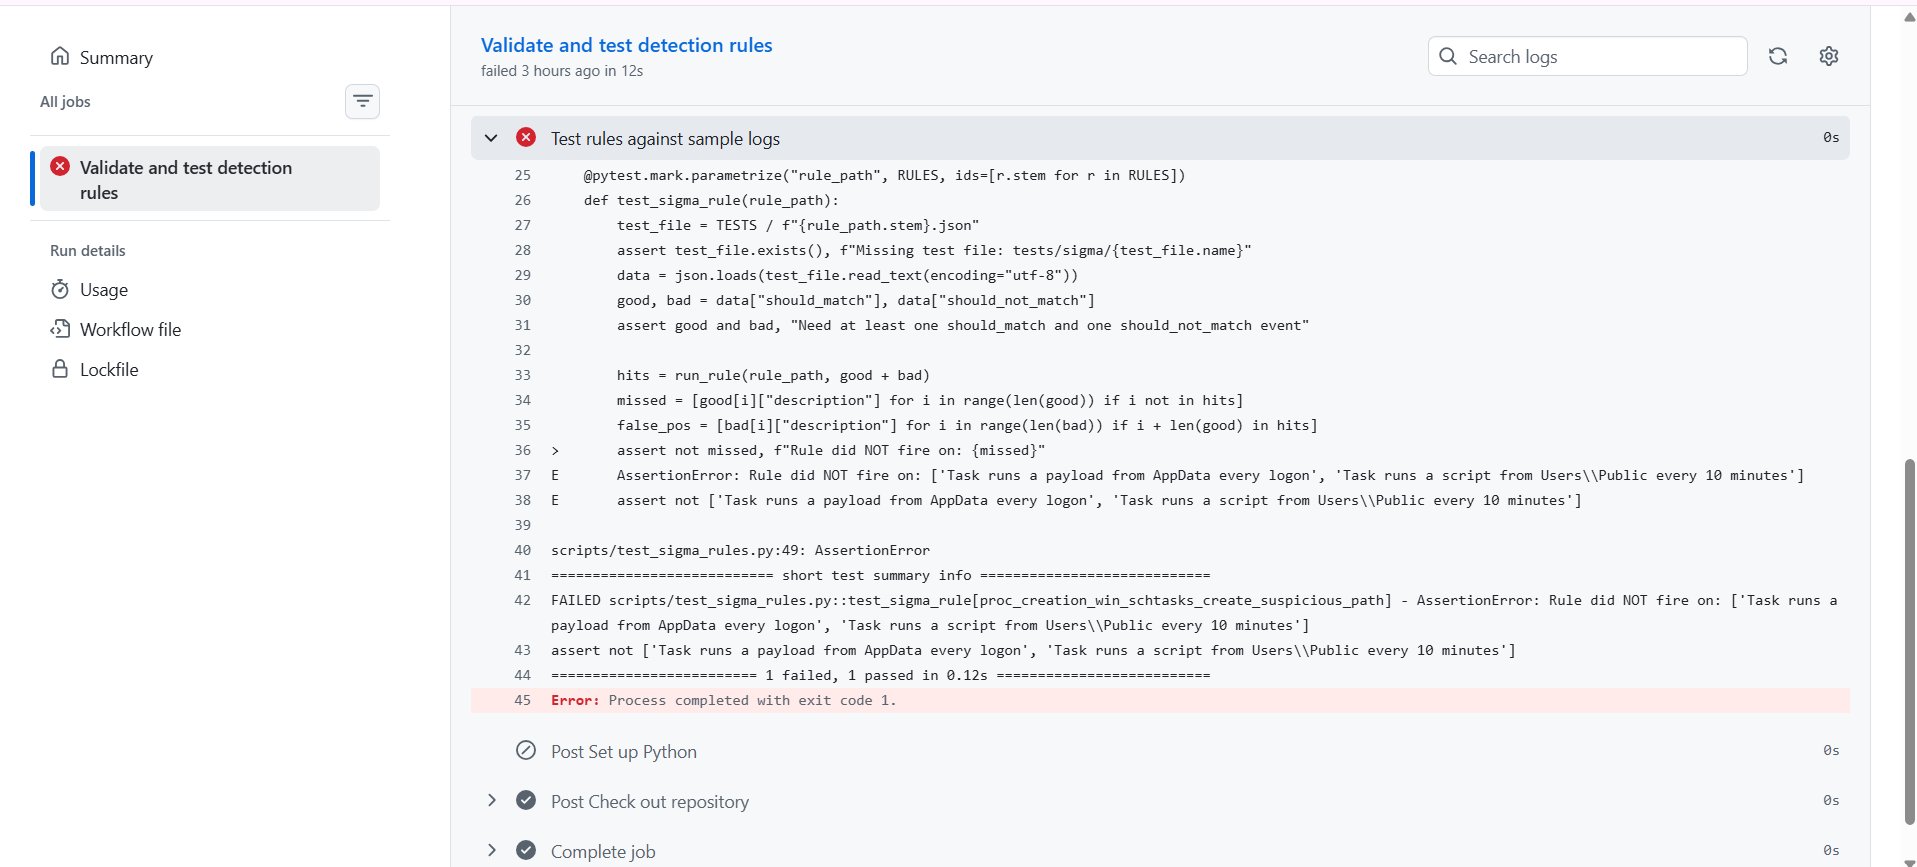 Summary
All jobs
Validate and test detection
rules
Run details
Usage
Workflow file
Lockfile
Validate and test detection rules
failed 3 hours ago in 12s
Search logs
Test rules against sample logs 0s
25 @pytest.mark.parametrize("rule_path", RULES, ids=[r.stem for r in RULES])
26 def test_sigma_rule(rule_path):
27 test_file = TESTS / f"{rule_path.stem}.json"
28 assert test_file.exists(), f"Missing test file: tests/sigma/{test_file.name}"
29 data = json.loads(test_file.read_text(encoding="utf-8"))
30 good, bad = data["should_match"], data["should_not_match"]
31 assert good and bad, "Need at least one should_match and one should_not_match event"
32
33 hits = run_rule(rule_path, good + bad)
34 missed = [good[i]["description"] for i in range(len(good)) if i not in hits]
35 false_pos = [bad[i]["description"] for i in range(len(bad)) if i + len(good) in hits]
36 > assert not missed, f"Rule did NOT fire on: {missed}"
37 E AssertionError: Rule did NOT fire on: ['Task runs a payload from AppData every logon', 'Task runs a script from Users\\Public every 10 minutes']
38 E assert not ['Task runs a payload from AppData every logon', 'Task runs a script from Users\\Public every 10 minutes']
39
40 scripts/test_sigma_rules.py:49: AssertionError
41 =========================== short test summary info ============================
42 FAILED scripts/test_sigma_rules.py::test_sigma_rule[proc_creation_win_schtasks_create_suspicious_path] - AssertionError: Rule did NOT fire on: ['Task runs a
payload from AppData every logon', 'Task runs a script from Users\\Public every 10 minutes']
43 assert not ['Task runs a payload from AppData every logon', 'Task runs a script from Users\\Public every 10 minutes']
44 ========================= 1 failed, 1 passed in 0.12s ==========================
45 Error: Process completed with exit code 1.
Post Set up Python 0s
Post Check out repository 0s
Complete job 0s